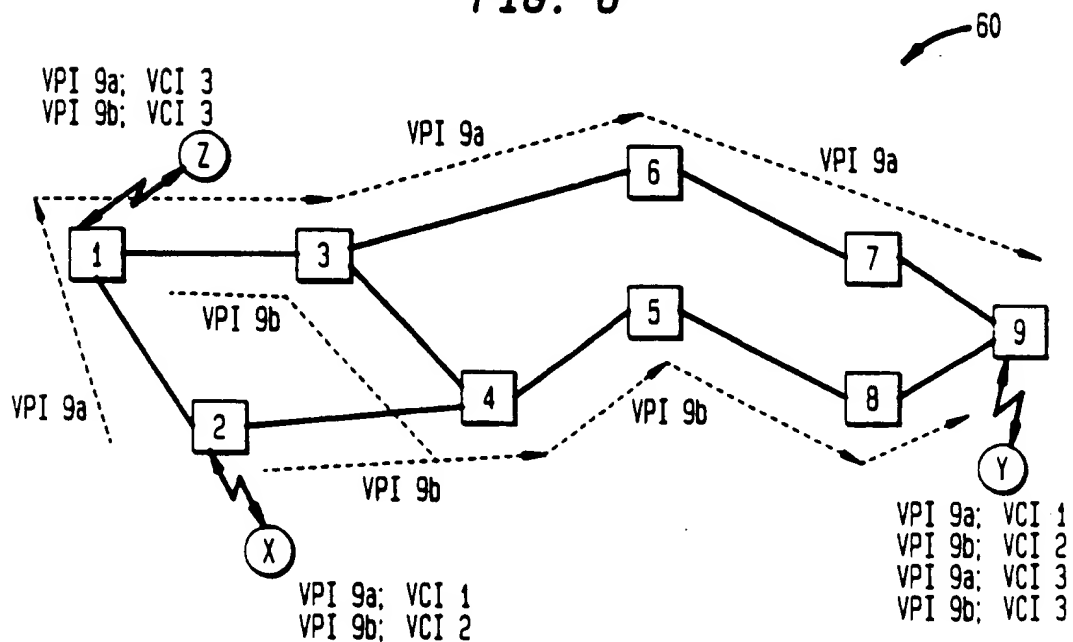 FIG. 6
60
VPI 9a; VCI 3
VPI 9b; VCI 3
Z
VPI 9a
VPI 9a
6
1
3
7
VPI 9b
5
9
VPI 9a
4
8
2
VPI 9b
VPI 9b
Y
X
VPI 9a; VCI 1
VPI 9b; VCI 2
VPI 9a; VCI 3
VPI 9b; VCI 3
VPI 9a; VCI 1
VPI 9b; VCI 2